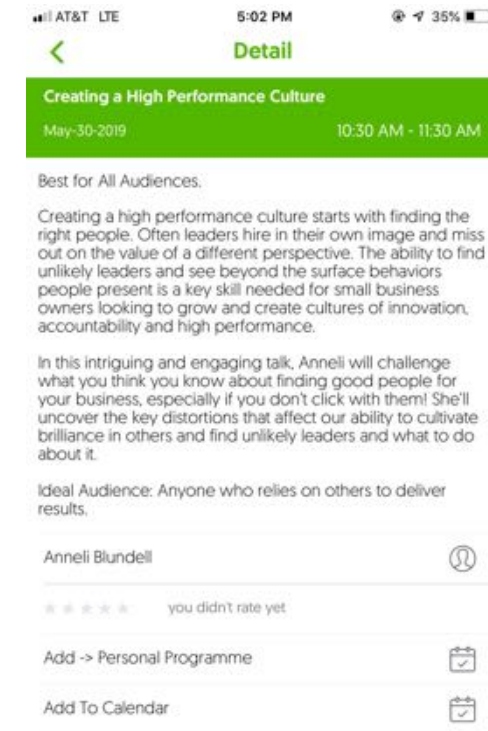 AT&T LTE 5:02 PM 35%
Detail
Creating a High Performance Culture
May-30-2019 10:30 AM - 11:30 AM
Best for All Audiences.
Creating a high performance culture starts with finding the
right people. Often leaders hire in their own image and miss
out on the value of a different perspective. The ability to find
unlikely leaders and see beyond the surface behaviors
people present is a key skill needed for small business
owners looking to grow and create cultures of innovation,
accountability and high performance.
In this intriguing and engaging talk, Anneli will challenge
what you think you know about finding good people for
your business, especially if you don't click with them! She'll
uncover the key distortions that affect our ability to cultivate
brilliance in others and find unlikely leaders and what to do
about it.
Ideal Audience: Anyone who relies on others to deliver
results.
Anneli Blundell
you didn't rate yet
Add -> Personal Programme
Add To Calendar